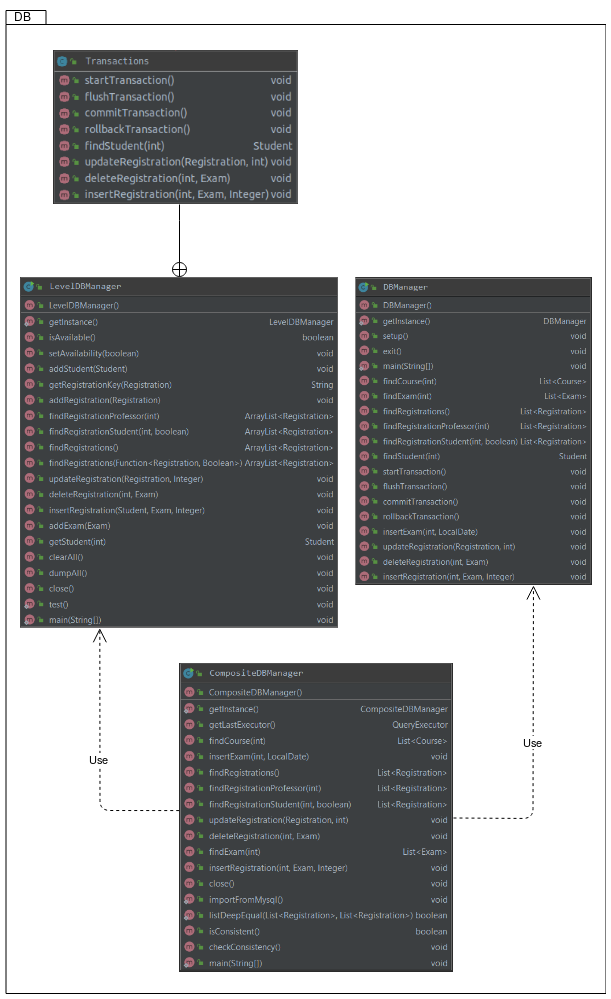 DB
Transactions
startTransaction() void
flushTransaction() void
commitTransaction() void
rollbackTransaction() void
findStudent(int) Student
updateRegistration(Registration, int) void
deleteRegistration(int, Exam) void
insertRegistration(int, Exam, Integer) void
LevelDBManager
LevelDBManager()
getInstance() LevelDBManager
isAvailable() boolean
setAvailability(boolean) void
addStudent(Student) void
getRegistrationKey(Registration) String
addRegistration(Registration) void
findRegistrationProfessor(int) ArrayList<Registration>
findRegistrationStudent(int, boolean) ArrayList<Registration>
findRegistrations() ArrayList<Registration>
findRegistrations(Function<Registration, Boolean>) ArrayList<Registration>
updateRegistration(Registration, Integer) void
deleteRegistration(int, Exam) void
insertRegistration(Student, Exam, Integer) void
addExam(Exam) void
getStudent(int) Student
clearAll() void
dumpAll() void
close() void
test() void
main(String[]) void
DBManager
DBManager()
getInstance() DBManager
setup() void
exit() void
main(String[]) void
findCourse(int) List<Course>
findExam(int) List<Exam>
findRegistrations() List<Registration>
findRegistrationProfessor(int) List<Registration>
findRegistrationStudent(int, boolean) List<Registration>
findStudent(int) Student
startTransaction() void
flushTransaction() void
commitTransaction() void
rollbackTransaction() void
insertExam(int, LocalDate) void
updateRegistration(Registration, int) void
deleteRegistration(int, Exam) void
insertRegistration(int, Exam, Integer) void
Use
Use
CompositeDBManager
CompositeDBManager()
getInstance() CompositeDBManager
getLastExecutor() QueryExecutor
findCourse(int) List<Course>
insertExam(int, LocalDate) void
findRegistrations() List<Registration>
findRegistrationProfessor(int) List<Registration>
findRegistrationStudent(int, boolean) List<Registration>
updateRegistration(Registration, int) void
deleteRegistration(int, Exam) void
findExam(int) List<Exam>
insertRegistration(int, Exam, Integer) void
close() void
importFromMysql() void
listDeepEqual(List<Registration>, List<Registration>) boolean
isConsistent() boolean
checkConsistency() void
main(String[]) void